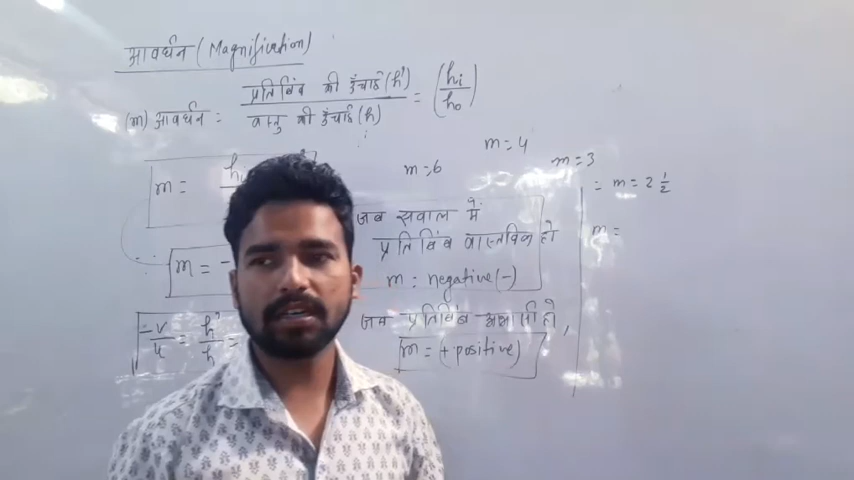 आवर्धन (Magnification)
(m) आवर्धन = प्रतिबिंब की ऊंचाई (h') / वस्तु की ऊंचाई (h) = (hi / ho)
m = h
m = 6
m = 4
m = 3
= m = 2 1/2
m =
जब सवाल में
प्रतिबिंब वास्तविक हो
m = -
m : negative (-)
-v/u = h'/h =
जब प्रतिबिंब आभासी हो,
m = (+positive)